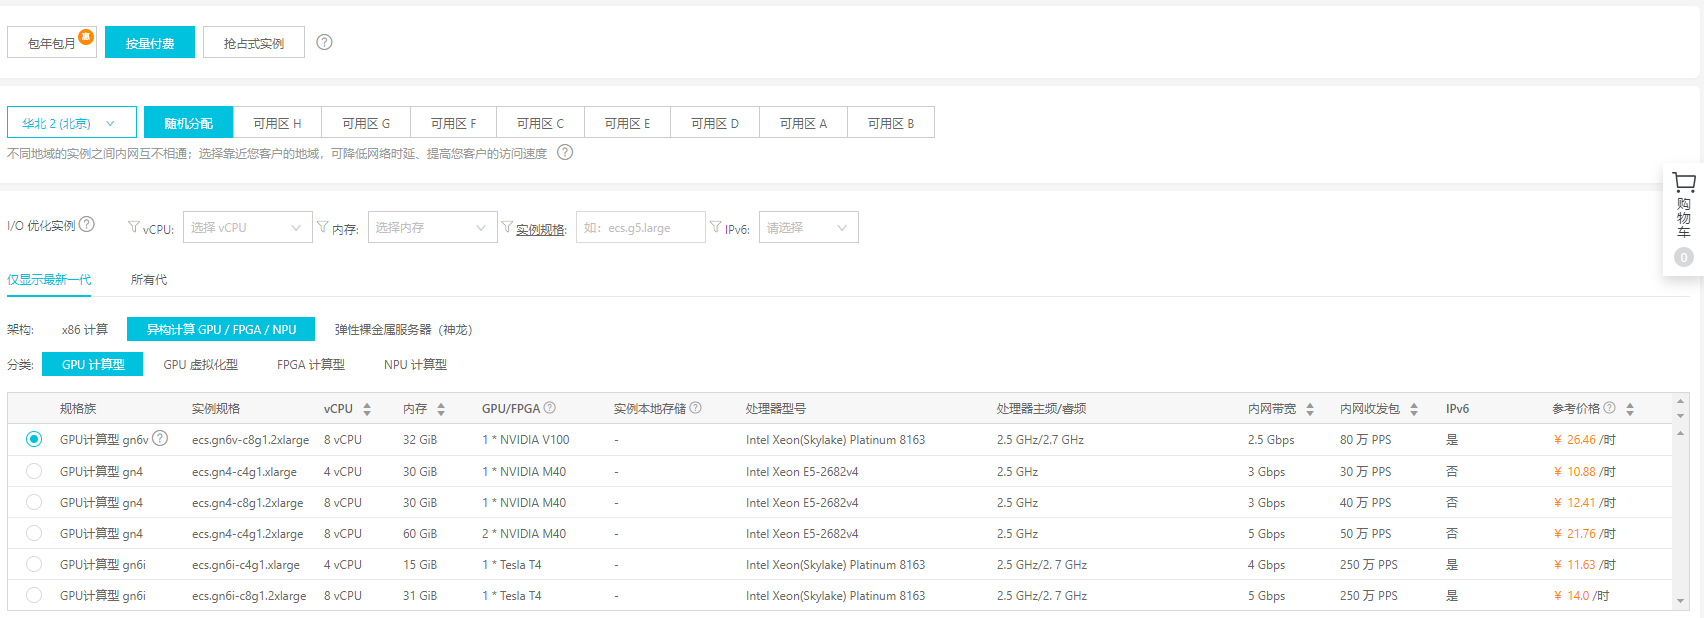 包年包月 惠 按量付费 抢占式实例 ?
华北 2 (北京) 随机分配 可用区 H 可用区 G 可用区 F 可用区 C 可用区 E 可用区 D 可用区 A 可用区 B
不同地域的实例之间内网互不相通；选择靠近您客户的地域，可降低网络时延、提高您客户的访问速度 ?
购物车
0
I/O 优化实例 ? vCPU: 选择 vCPU 内存: 选择内存 实例规格: 如：ecs.g5.large IPv6: 请选择
仅显示最新一代 所有代
架构: x86 计算 异构计算 GPU / FPGA / NPU 弹性裸金属服务器（神龙）
分类: GPU 计算型 GPU 虚拟化型 FPGA 计算型 NPU 计算型
规格族 实例规格 vCPU 内存 GPU/FPGA ? 实例本地存储 ? 处理器型号 处理器主频/睿频 内网带宽 内网收发包 IPv6 参考价格 ?
GPU计算型 gn6v ? ecs.gn6v-c8g1.2xlarge 8 vCPU 32 GiB 1 * NVIDIA V100 - Intel Xeon(Skylake) Platinum 8163 2.5 GHz/2.7 GHz 2.5 Gbps 80 万 PPS 是 ¥ 26.46 /时
GPU计算型 gn4 ecs.gn4-c4g1.xlarge 4 vCPU 30 GiB 1 * NVIDIA M40 - Intel Xeon E5-2682v4 2.5 GHz 3 Gbps 30 万 PPS 否 ¥ 10.88 /时
GPU计算型 gn4 ecs.gn4-c8g1.2xlarge 8 vCPU 30 GiB 1 * NVIDIA M40 - Intel Xeon E5-2682v4 2.5 GHz 3 Gbps 40 万 PPS 否 ¥ 12.41 /时
GPU计算型 gn4 ecs.gn4-c4g1.2xlarge 8 vCPU 60 GiB 2 * NVIDIA M40 - Intel Xeon E5-2682v4 2.5 GHz 5 Gbps 50 万 PPS 否 ¥ 21.76 /时
GPU计算型 gn6i ecs.gn6i-c4g1.xlarge 4 vCPU 15 GiB 1 * Tesla T4 - Intel Xeon(Skylake) Platinum 8163 2.5 GHz/2. 7 GHz 4 Gbps 250 万 PPS 是 ¥ 11.63 /时
GPU计算型 gn6i ecs.gn6i-c8g1.2xlarge 8 vCPU 31 GiB 1 * Tesla T4 - Intel Xeon(Skylake) Platinum 8163 2.5 GHz/2. 7 GHz 5 Gbps 250 万 PPS 是 ¥ 14.0 /时